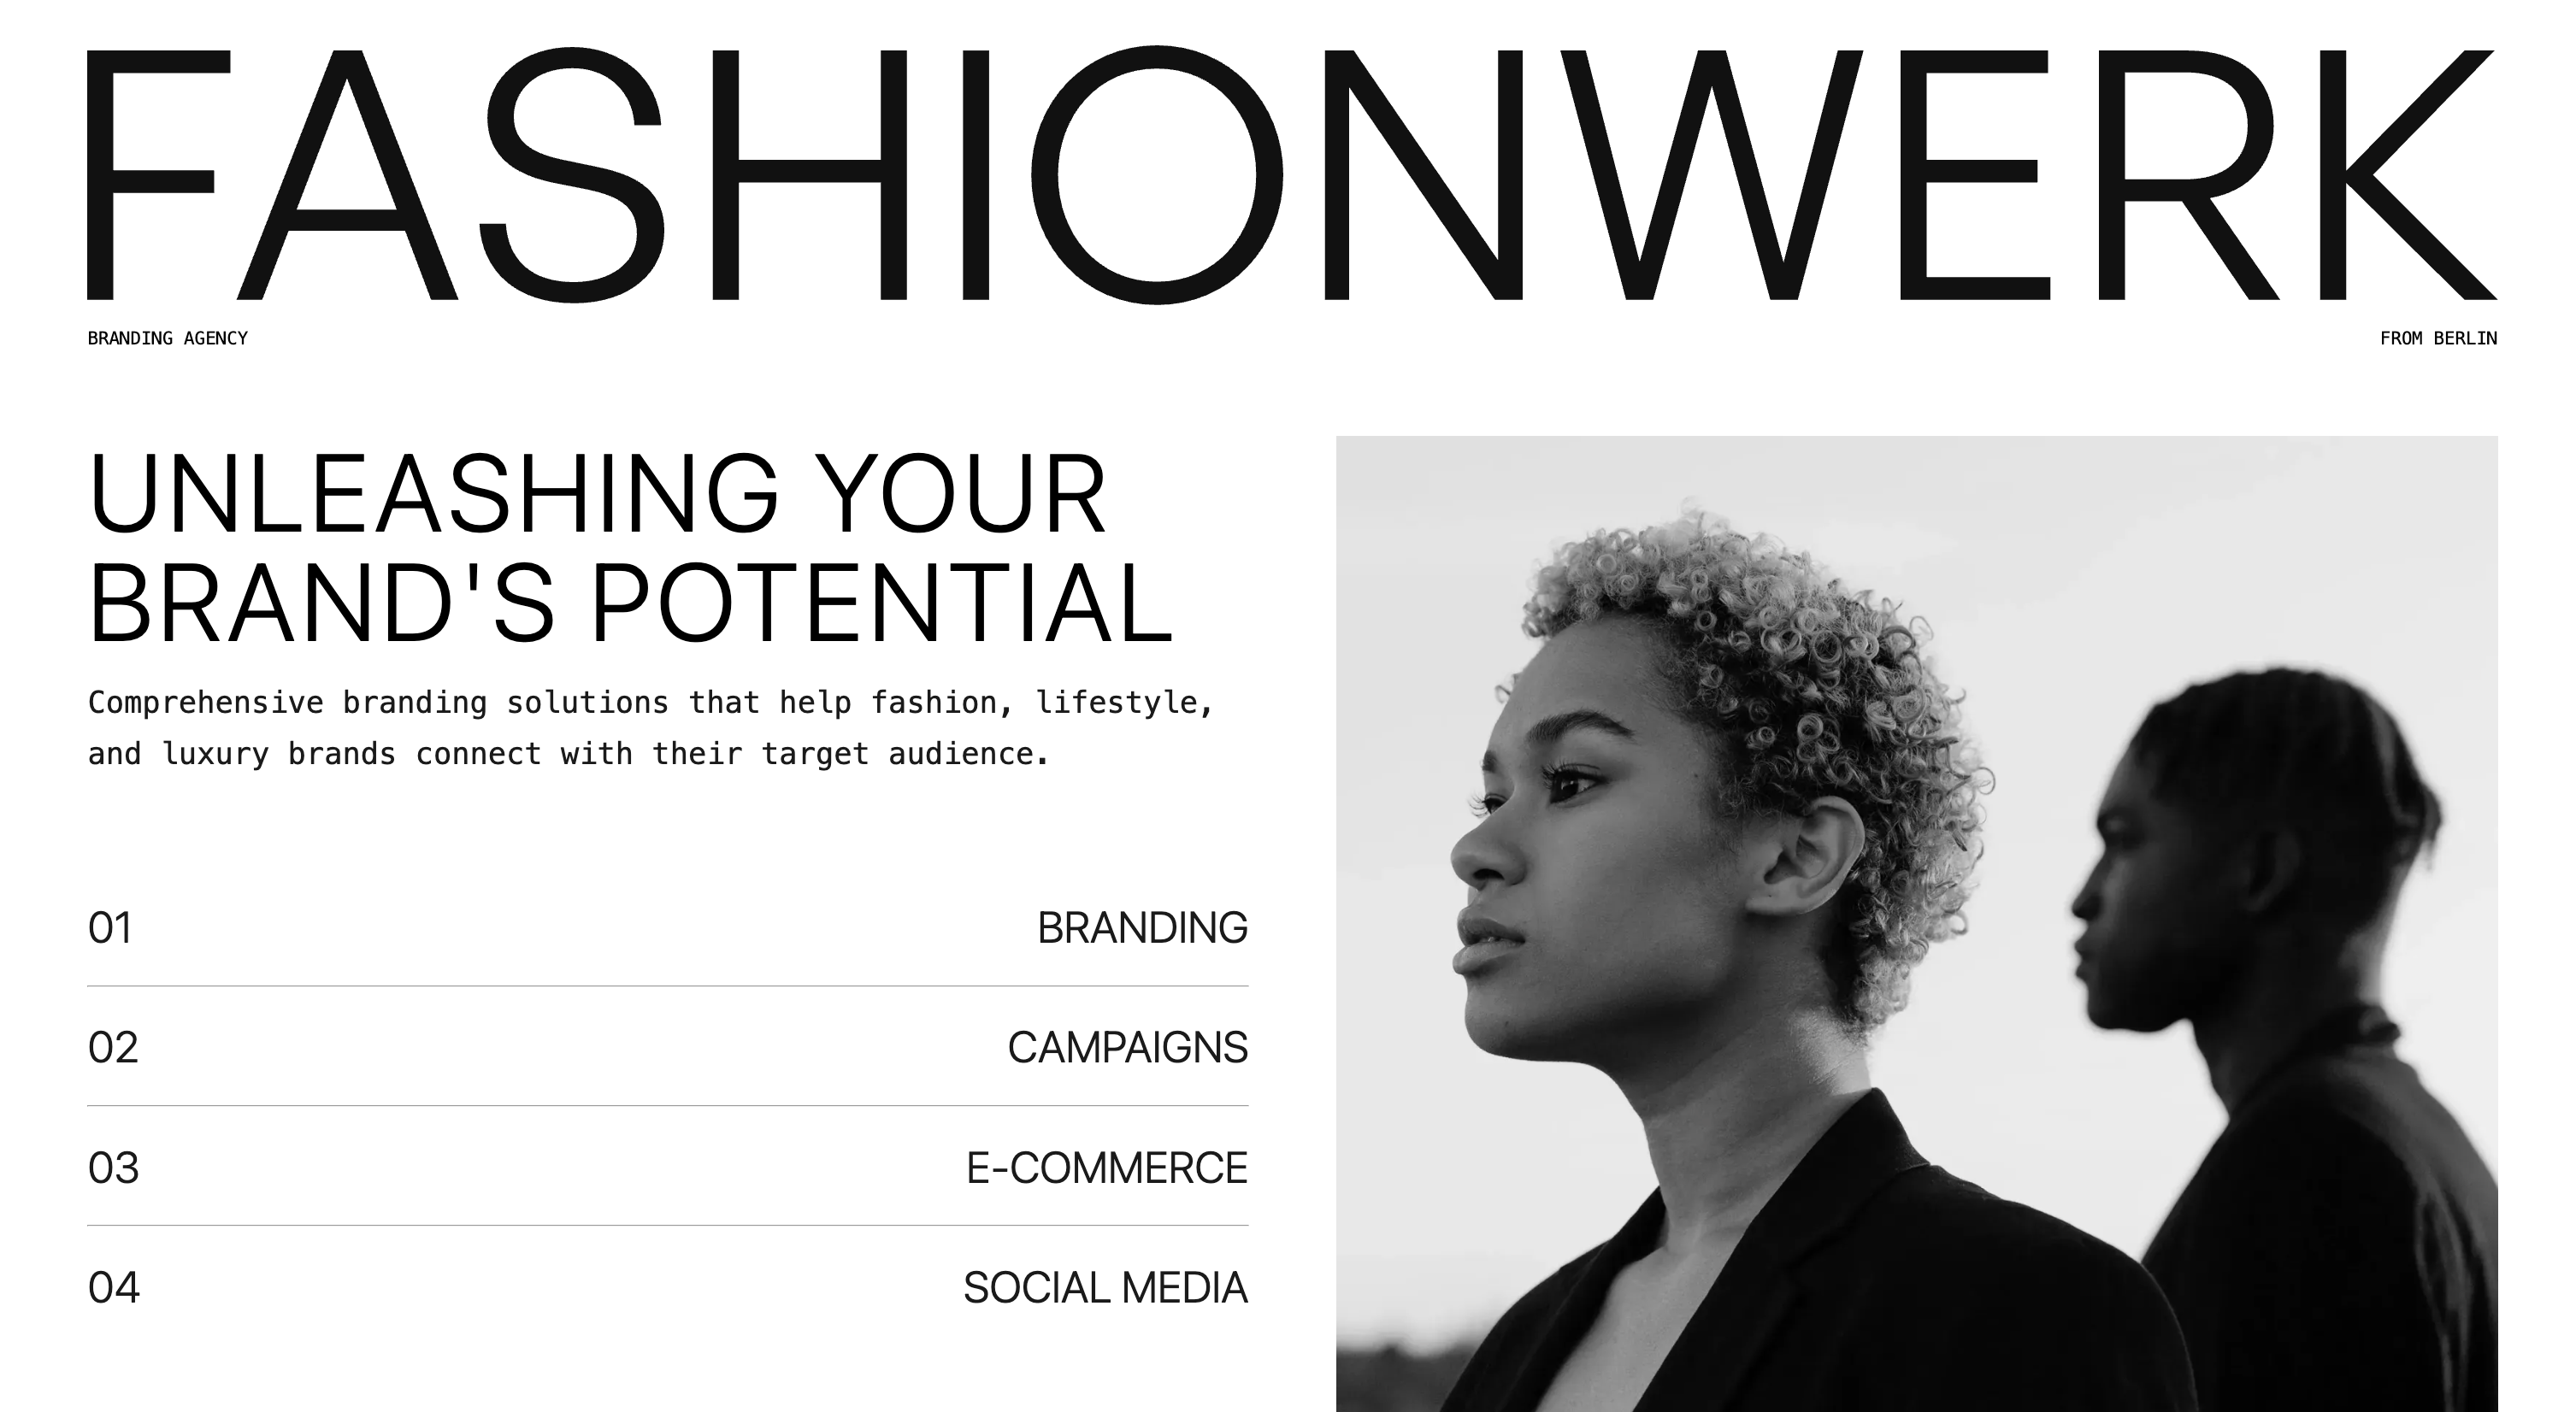 FASHIONWERK
BRANDING AGENCY
FROM BERLIN
UNLEASHING YOUR
BRAND'S POTENTIAL
Comprehensive branding solutions that help fashion, lifestyle,
and luxury brands connect with their target audience.
01 BRANDING
02 CAMPAIGNS
03 E-COMMERCE
04 SOCIAL MEDIA